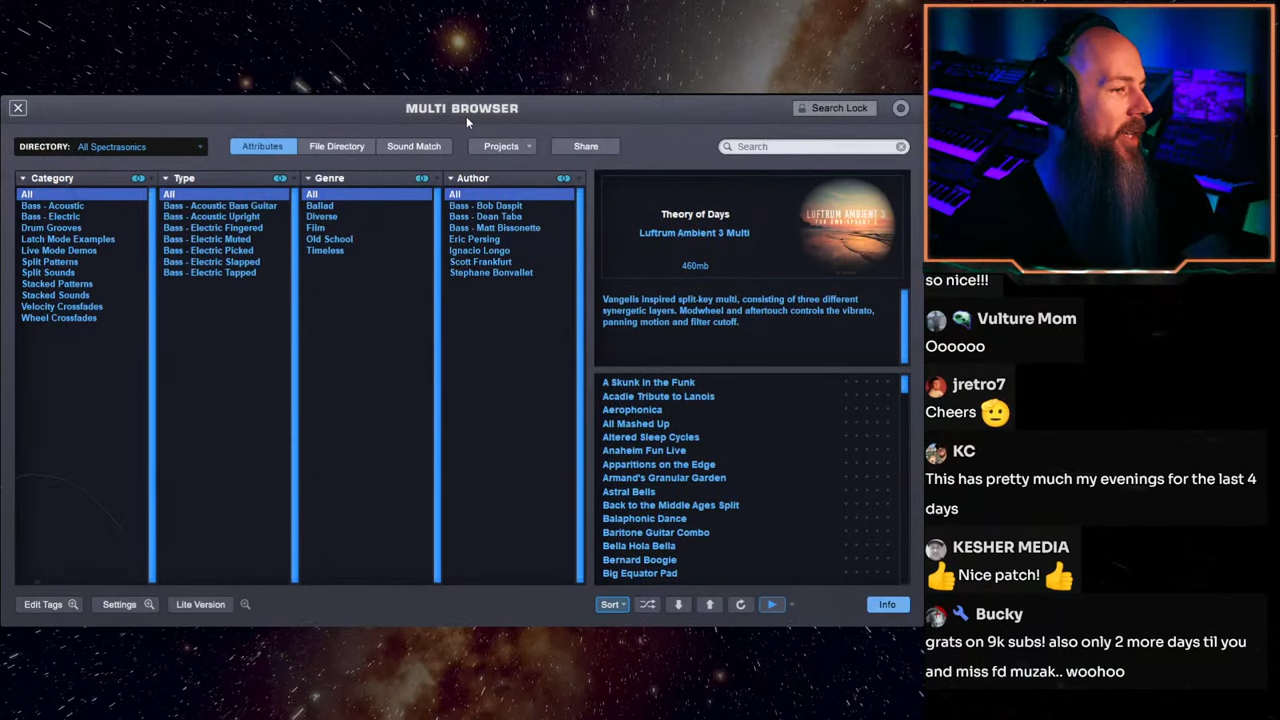 MULTI BROWSER
Search Lock
DIRECTORY: All Spectrasonics
Attributes
File Directory
Sound Match
Projects
Share
Search
Category
All
Bass - Acoustic
Bass - Electric
Drum Grooves
Latch Mode Examples
Live Mode Demos
Split Patterns
Split Sounds
Stacked Patterns
Stacked Sounds
Velocity Crossfades
Wheel Crossfades
Type
All
Bass - Acoustic Bass Guitar
Bass - Acoustic Upright
Bass - Electric Fingered
Bass - Electric Muted
Bass - Electric Picked
Bass - Electric Slapped
Bass - Electric Tapped
Genre
All
Ballad
Diverse
Film
Old School
Timeless
Author
All
Bass - Bob Daspit
Bass - Dean Taba
Bass - Matt Bissonette
Eric Persing
Ignacio Longo
Scott Frankfurt
Stephane Bonvallet
Theory of Days
Luftrum Ambient 3 Multi
460mb
LUFTRUM AMBIENT 3
FOR OMNISPHERE 2
Vangelis inspired split-key multi, consisting of three different
synergetic layers. Modwheel and aftertouch controls the vibrato,
panning motion and filter cutoff.
A Skunk in the Funk
Acadie Tribute to Lanois
Aerophonica
All Mashed Up
Altered Sleep Cycles
Anaheim Fun Live
Apparitions on the Edge
Armand's Granular Garden
Astral Bells
Back to the Middle Ages Split
Balaphonic Dance
Baritone Guitar Combo
Bella Hola Bella
Bernard Boogie
Big Equator Pad
Edit Tags
Settings
Lite Version
Sort
Info
so nice!!!
Vulture Mom
Ooooo
jretro7
Cheers
KC
This has pretty much my evenings for the last 4
days
KESHER MEDIA
Nice patch!
Bucky
grats on 9k subs! also only 2 more days til you
and miss fd muzak.. woohoo